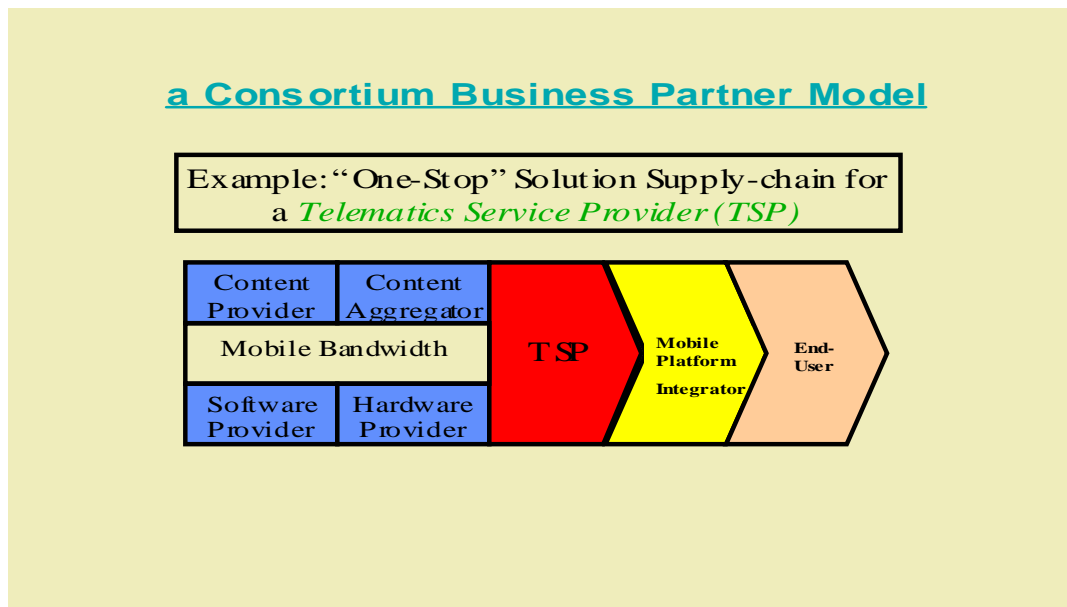 a Consortium Business Partner Model
Example: “One-Stop” Solution Supply-chain for
a Telematics Service Provider (TSP)
Content
Provider
Content
Aggregator
Mobile Bandwidth
Software
Provider
Hardware
Provider
TSP
Mobile
Platform
Integrator
End-
User